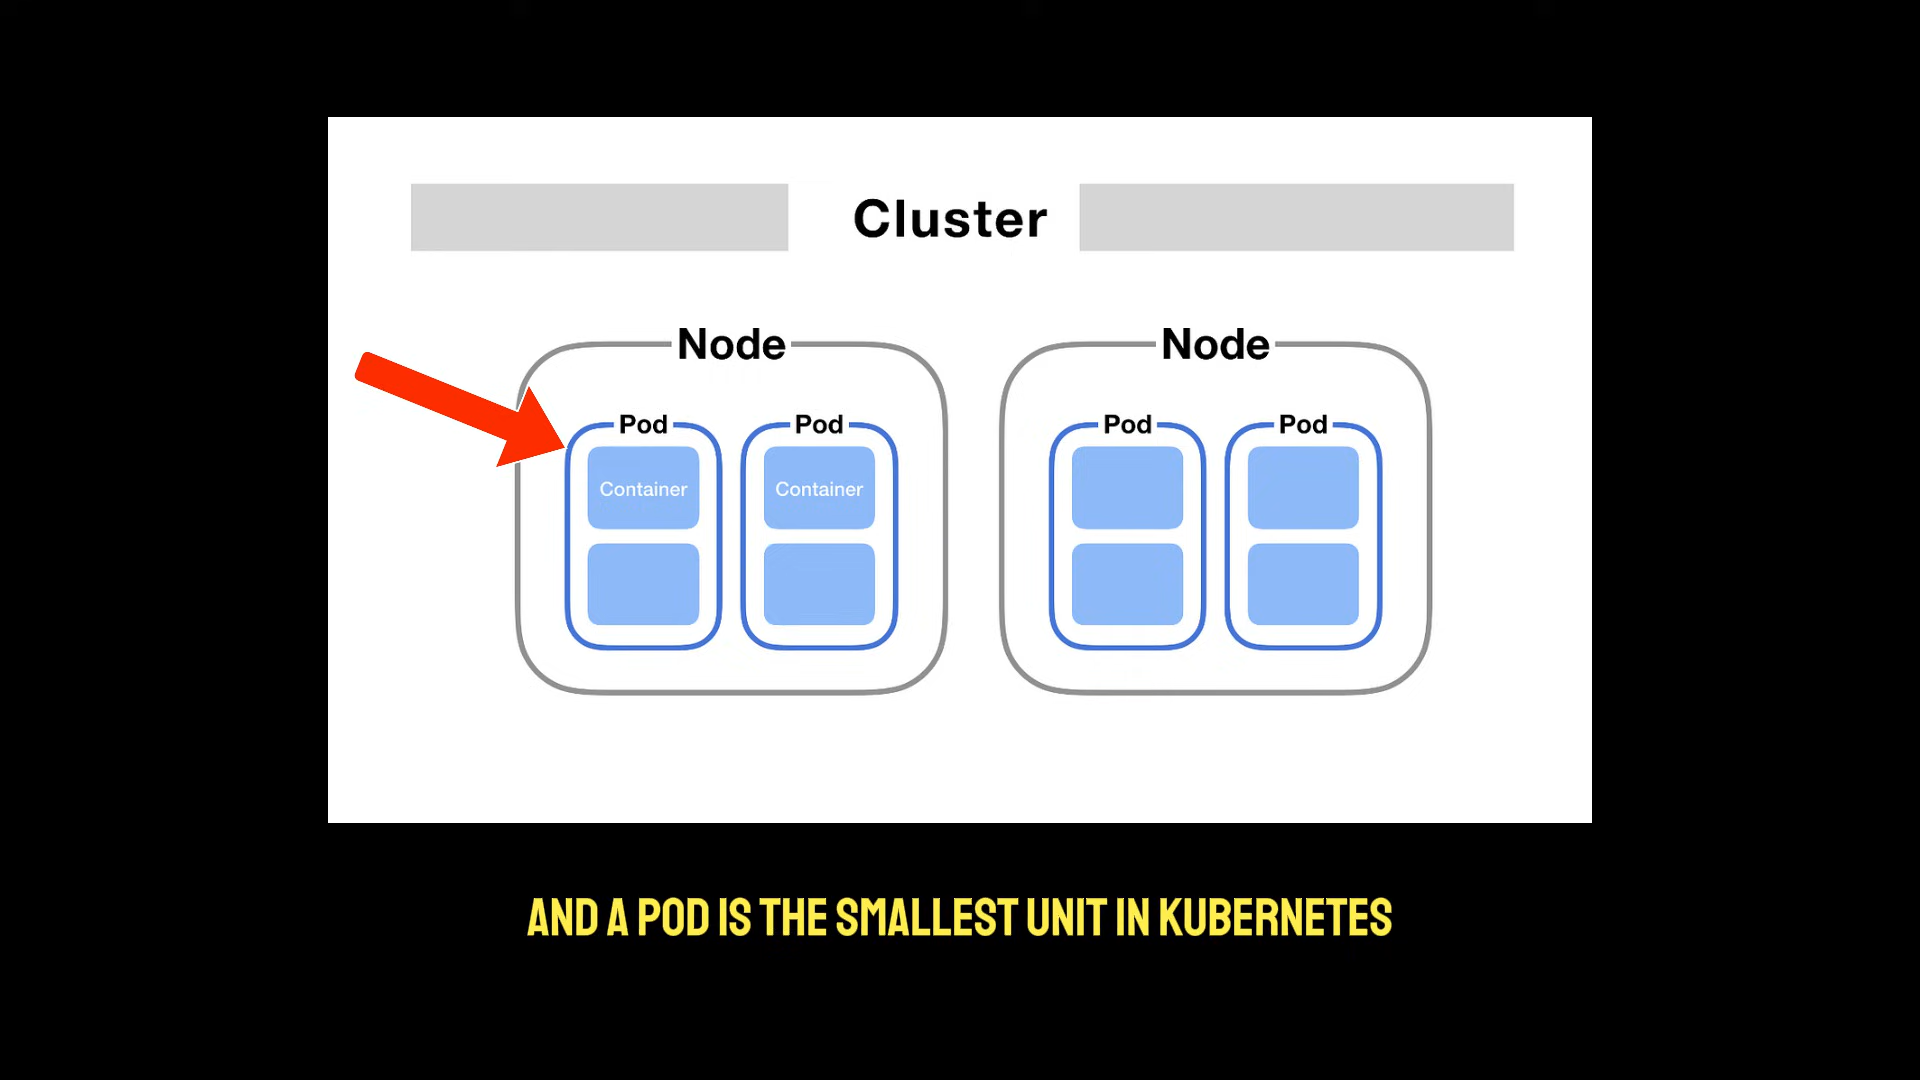 Cluster
Node
Node
Pod
Pod
Pod
Pod
Container
Container
AND A POD IS THE SMALLEST UNIT IN KUBERNETES